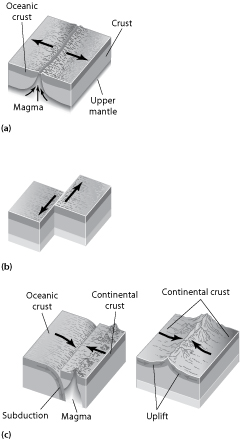 Oceanic
crust
Crust
Magma
Upper
mantle
(a)
(b)
Oceanic
crust
Continental
crust
Continental crust
Subduction
Magma
Uplift
(c)